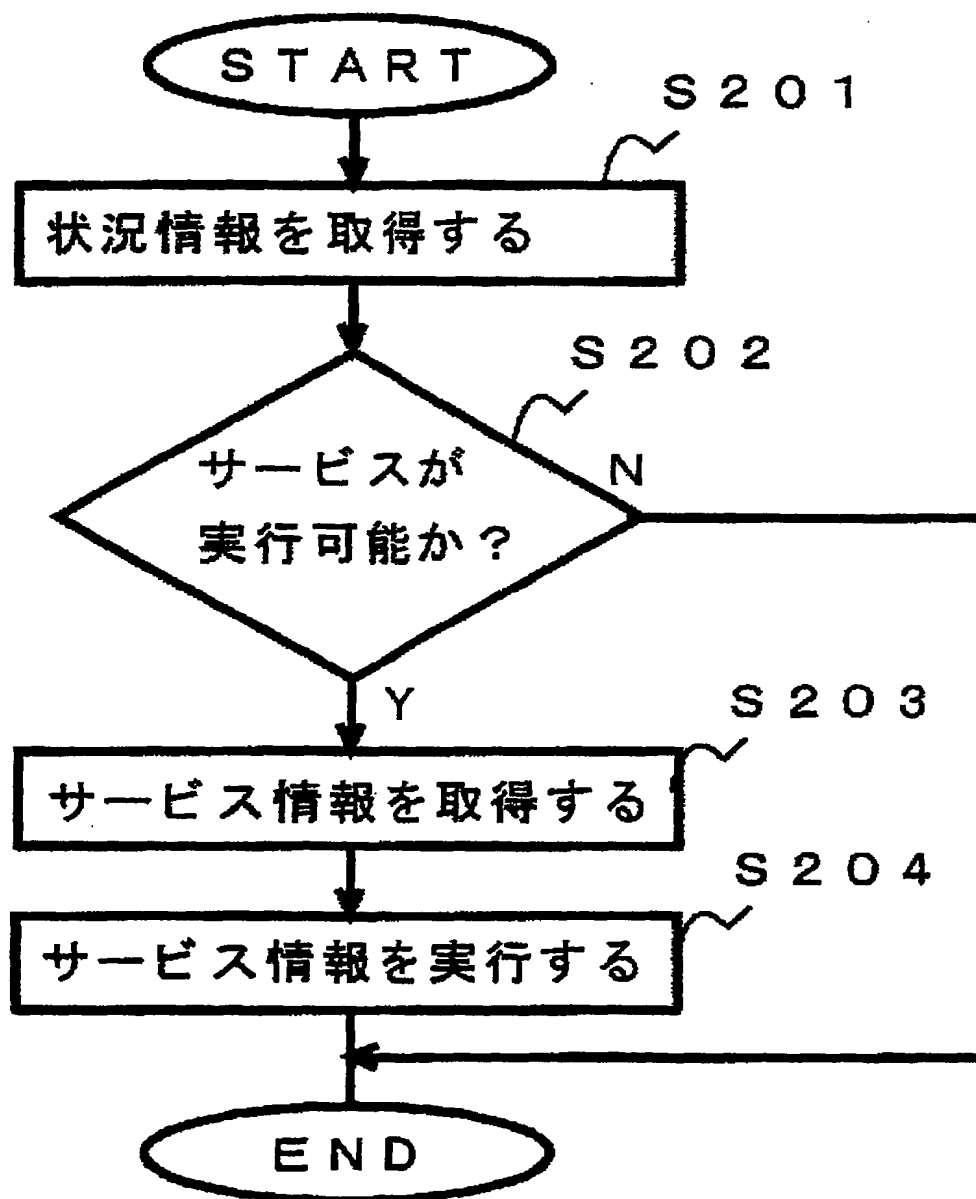 START
S201
状況情報を取得する
S202
サービスが
実行可能か?
N
Y
S203
サービス情報を取得する
S204
サービス情報を実行する
END